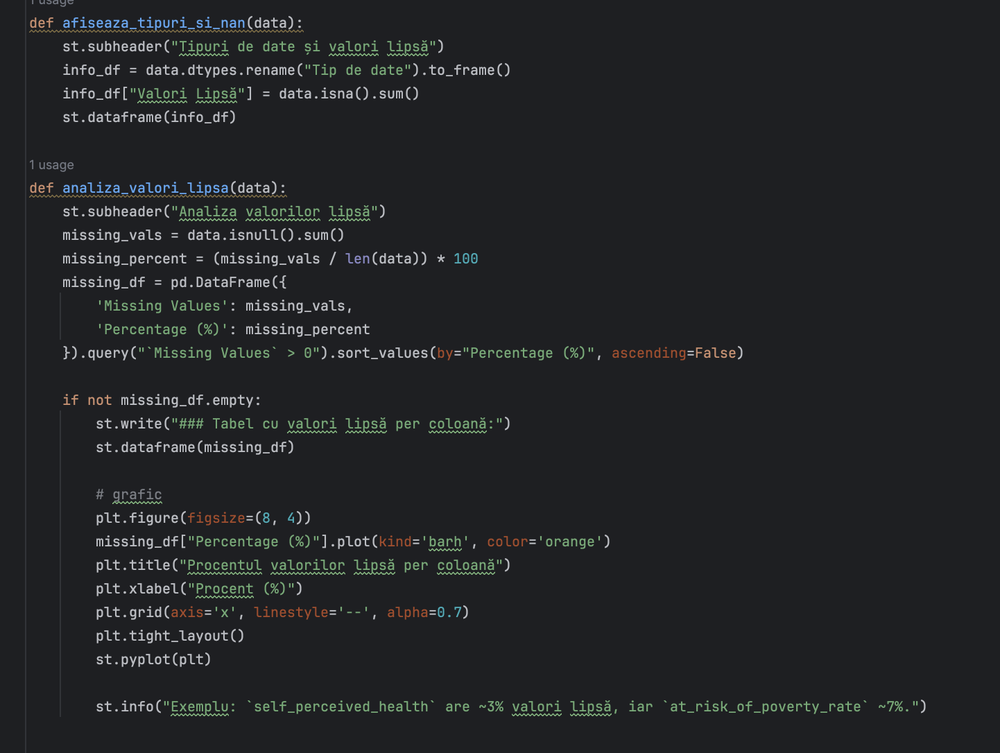 1 usage
def afiseaza_tipuri_si_nan(data):
    st.subheader("Tipuri de date și valori lipsă")
    info_df = data.dtypes.rename("Tip de date").to_frame()
    info_df["Valori Lipsă"] = data.isna().sum()
    st.dataframe(info_df)
1 usage
def analiza_valori_lipsa(data):
    st.subheader("Analiza valorilor lipsă")
    missing_vals = data.isnull().sum()
    missing_percent = (missing_vals / len(data)) * 100
    missing_df = pd.DataFrame({
        'Missing Values': missing_vals,
        'Percentage (%)': missing_percent
    }).query("`Missing Values` > 0").sort_values(by="Percentage (%)", ascending=False)
    if not missing_df.empty:
        st.write("### Tabel cu valori lipsă per coloană:")
        st.dataframe(missing_df)
        # grafic
        plt.figure(figsize=(8, 4))
        missing_df["Percentage (%)"].plot(kind='barh', color='orange')
        plt.title("Procentul valorilor lipsă per coloană")
        plt.xlabel("Procent (%)")
        plt.grid(axis='x', linestyle='--', alpha=0.7)
        plt.tight_layout()
        st.pyplot(plt)
        st.info("Exemplu: `self_perceived_health` are ~3% valori lipsă, iar `at_risk_of_poverty_rate` ~7%.")